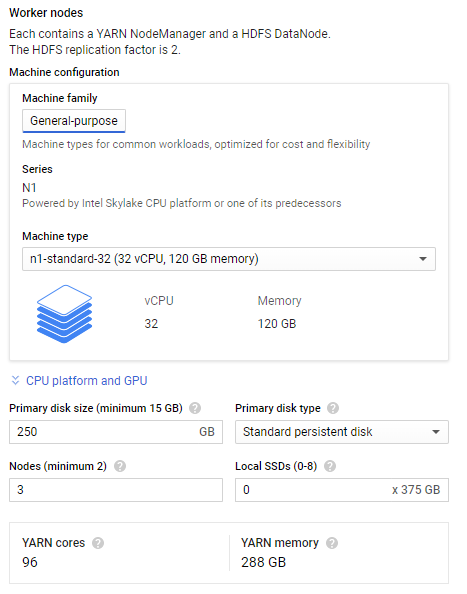 Worker nodes
Each contains a YARN NodeManager and a HDFS DataNode.
The HDFS replication factor is 2.
Machine configuration
Machine family
General-purpose
Machine types for common workloads, optimized for cost and flexibility
Series
N1
Powered by Intel Skylake CPU platform or one of its predecessors
Machine type
n1-standard-32 (32 vCPU, 120 GB memory)
vCPU Memory
32 120 GB
CPU platform and GPU
Primary disk size (minimum 15 GB) ? Primary disk type ?
250 GB Standard persistent disk
Nodes (minimum 2) ? Local SSDs (0-8) ?
3 0 x 375 GB
YARN cores ? YARN memory ?
96 288 GB